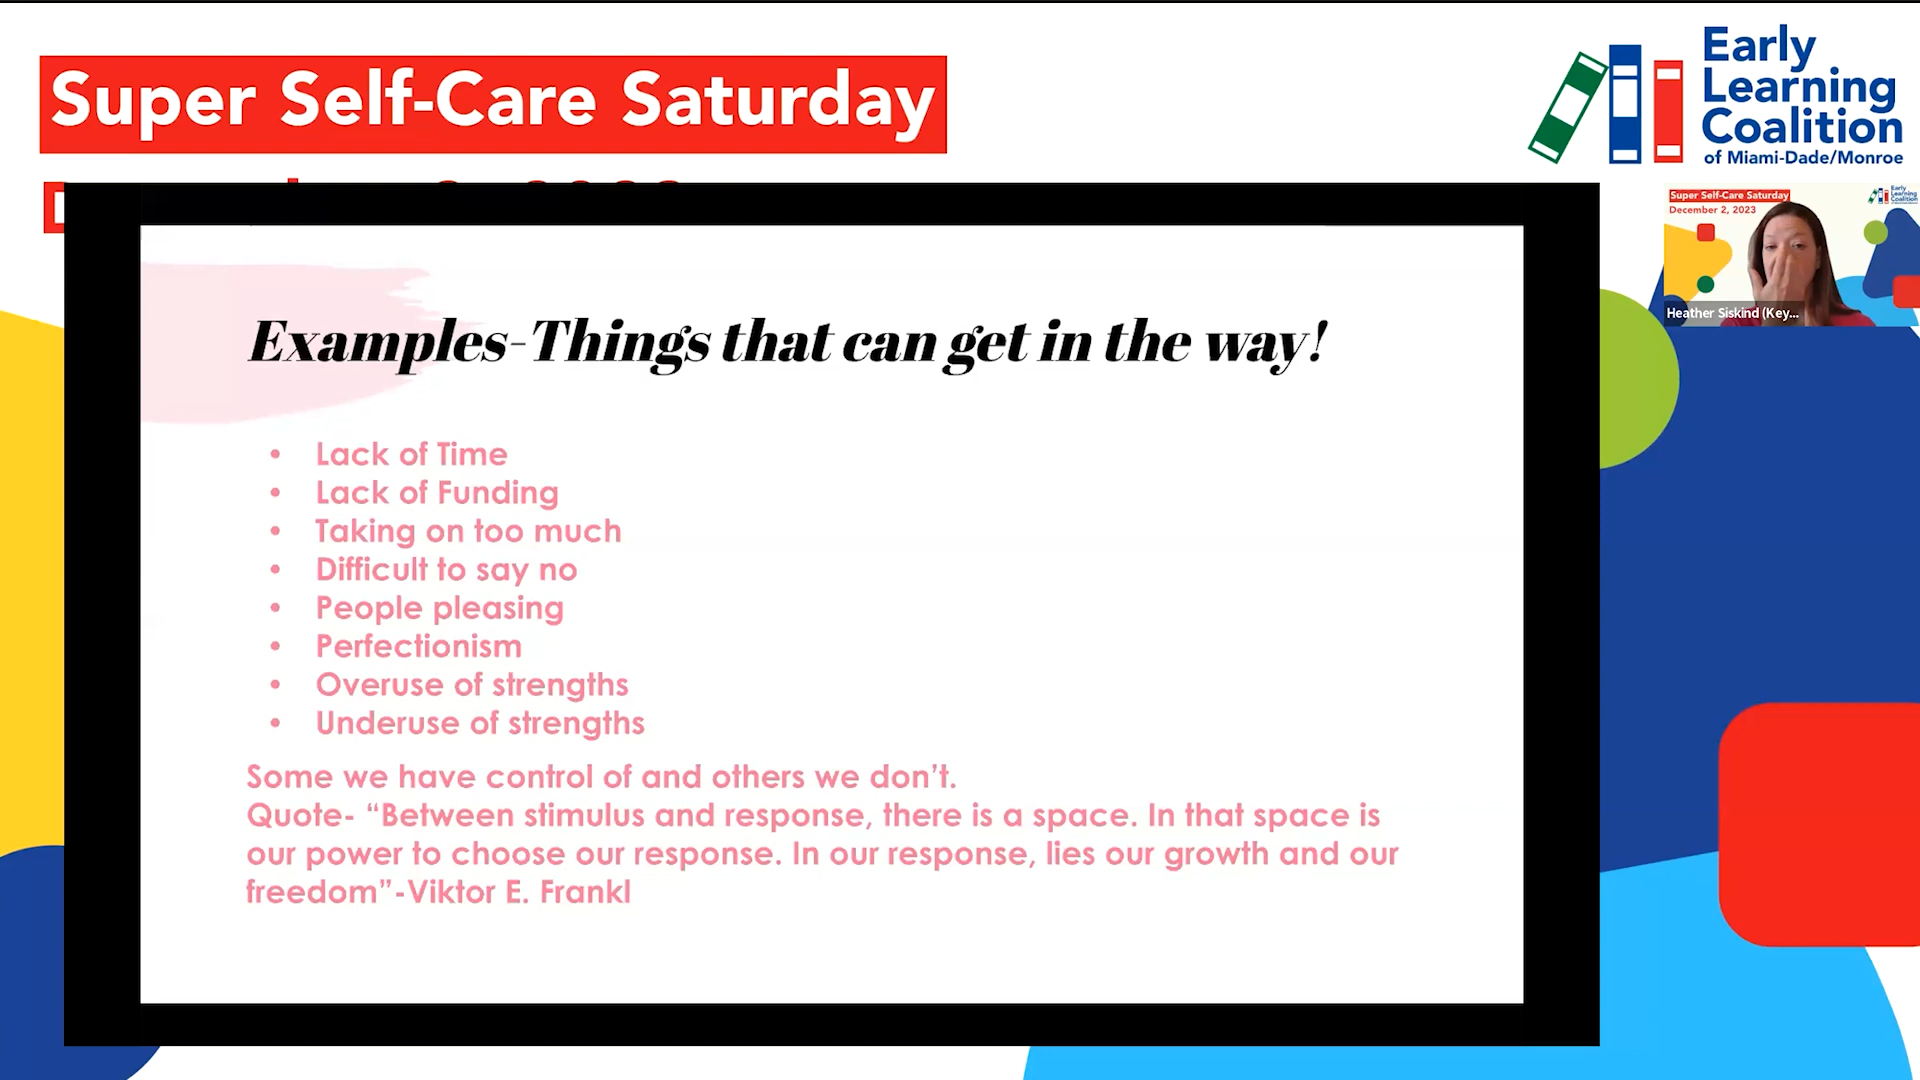 Super Self-Care Saturday
Early
Learning
Coalition
of Miami-Dade/Monroe
Super Self-Care Saturday
December 2, 2023
Early
Learning
Coalition
Heather Siskind (Key...
Examples-Things that can get in the way!
• Lack of Time
• Lack of Funding
• Taking on too much
• Difficult to say no
• People pleasing
• Perfectionism
• Overuse of strengths
• Underuse of strengths
Some we have control of and others we don’t.
Quote- “Between stimulus and response, there is a space. In that space is
our power to choose our response. In our response, lies our growth and our
freedom”-Viktor E. Frankl